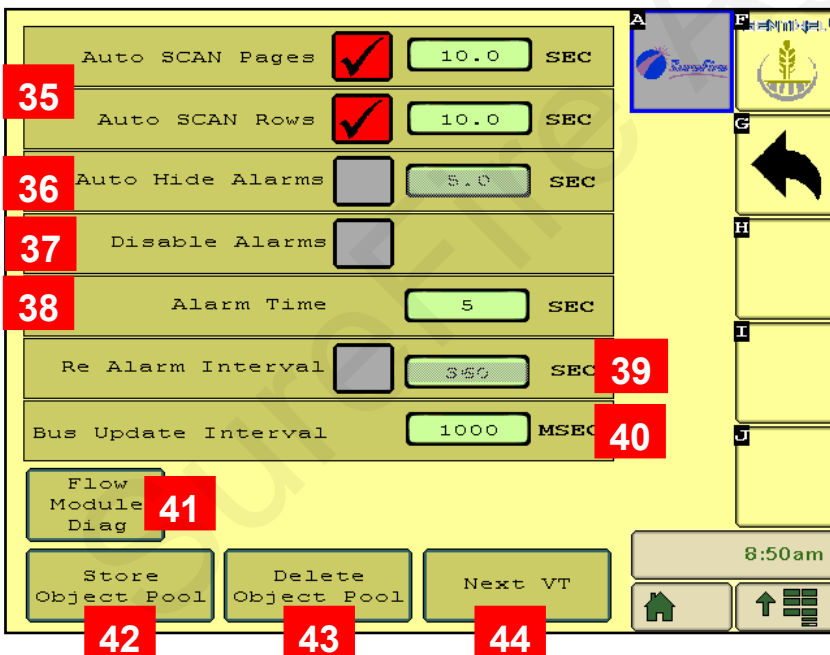 A
F
SENTINEL
Auto SCAN Pages 10.0 SEC
SureFire
35
Auto SCAN Rows 10.0 SEC
G
36 Auto Hide Alarms 5.0 SEC
37 Disable Alarms
H
38 Alarm Time 5 SEC
I
Re Alarm Interval 360 SEC 39
Bus Update Interval 1000 MSEC 40
J
Flow
Module
Diag
41
8:50am
Store
Object Pool
Delete
Object Pool
Next VT
42 43 44
SureFire